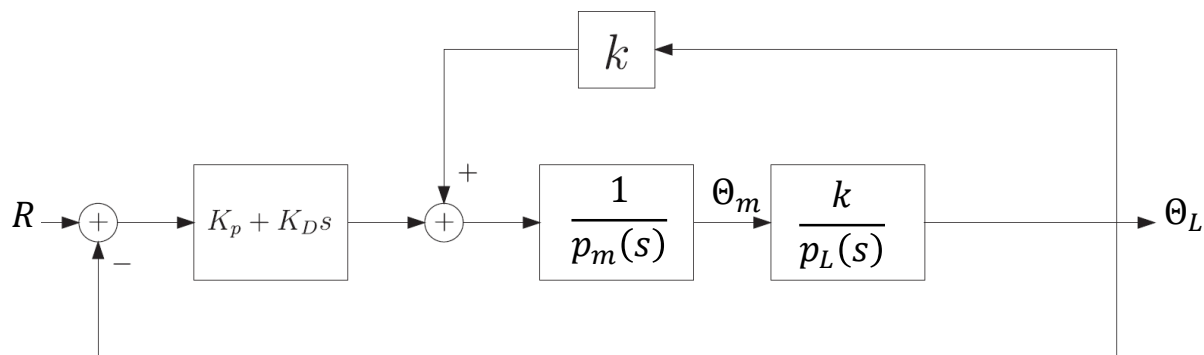 k
+
R
+
K_p + K_D s
+
1
p_m(s)
Θ_m
k
p_L(s)
Θ_L
−